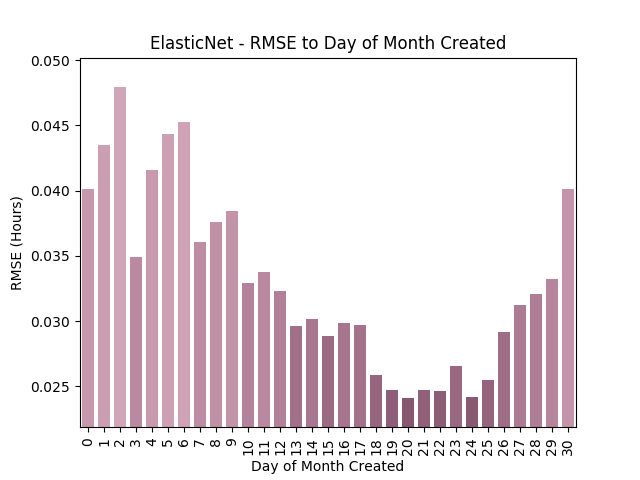 ElasticNet - RMSE to Day of Month Created
0.050
0.045
0.040
0.035
0.030
0.025
RMSE (Hours)
0 1 2 3 4 5 6 7 8 9 10 11 12 13 14 15 16 17 18 19 20 21 22 23 24 25 26 27 28 29 30
Day of Month Created